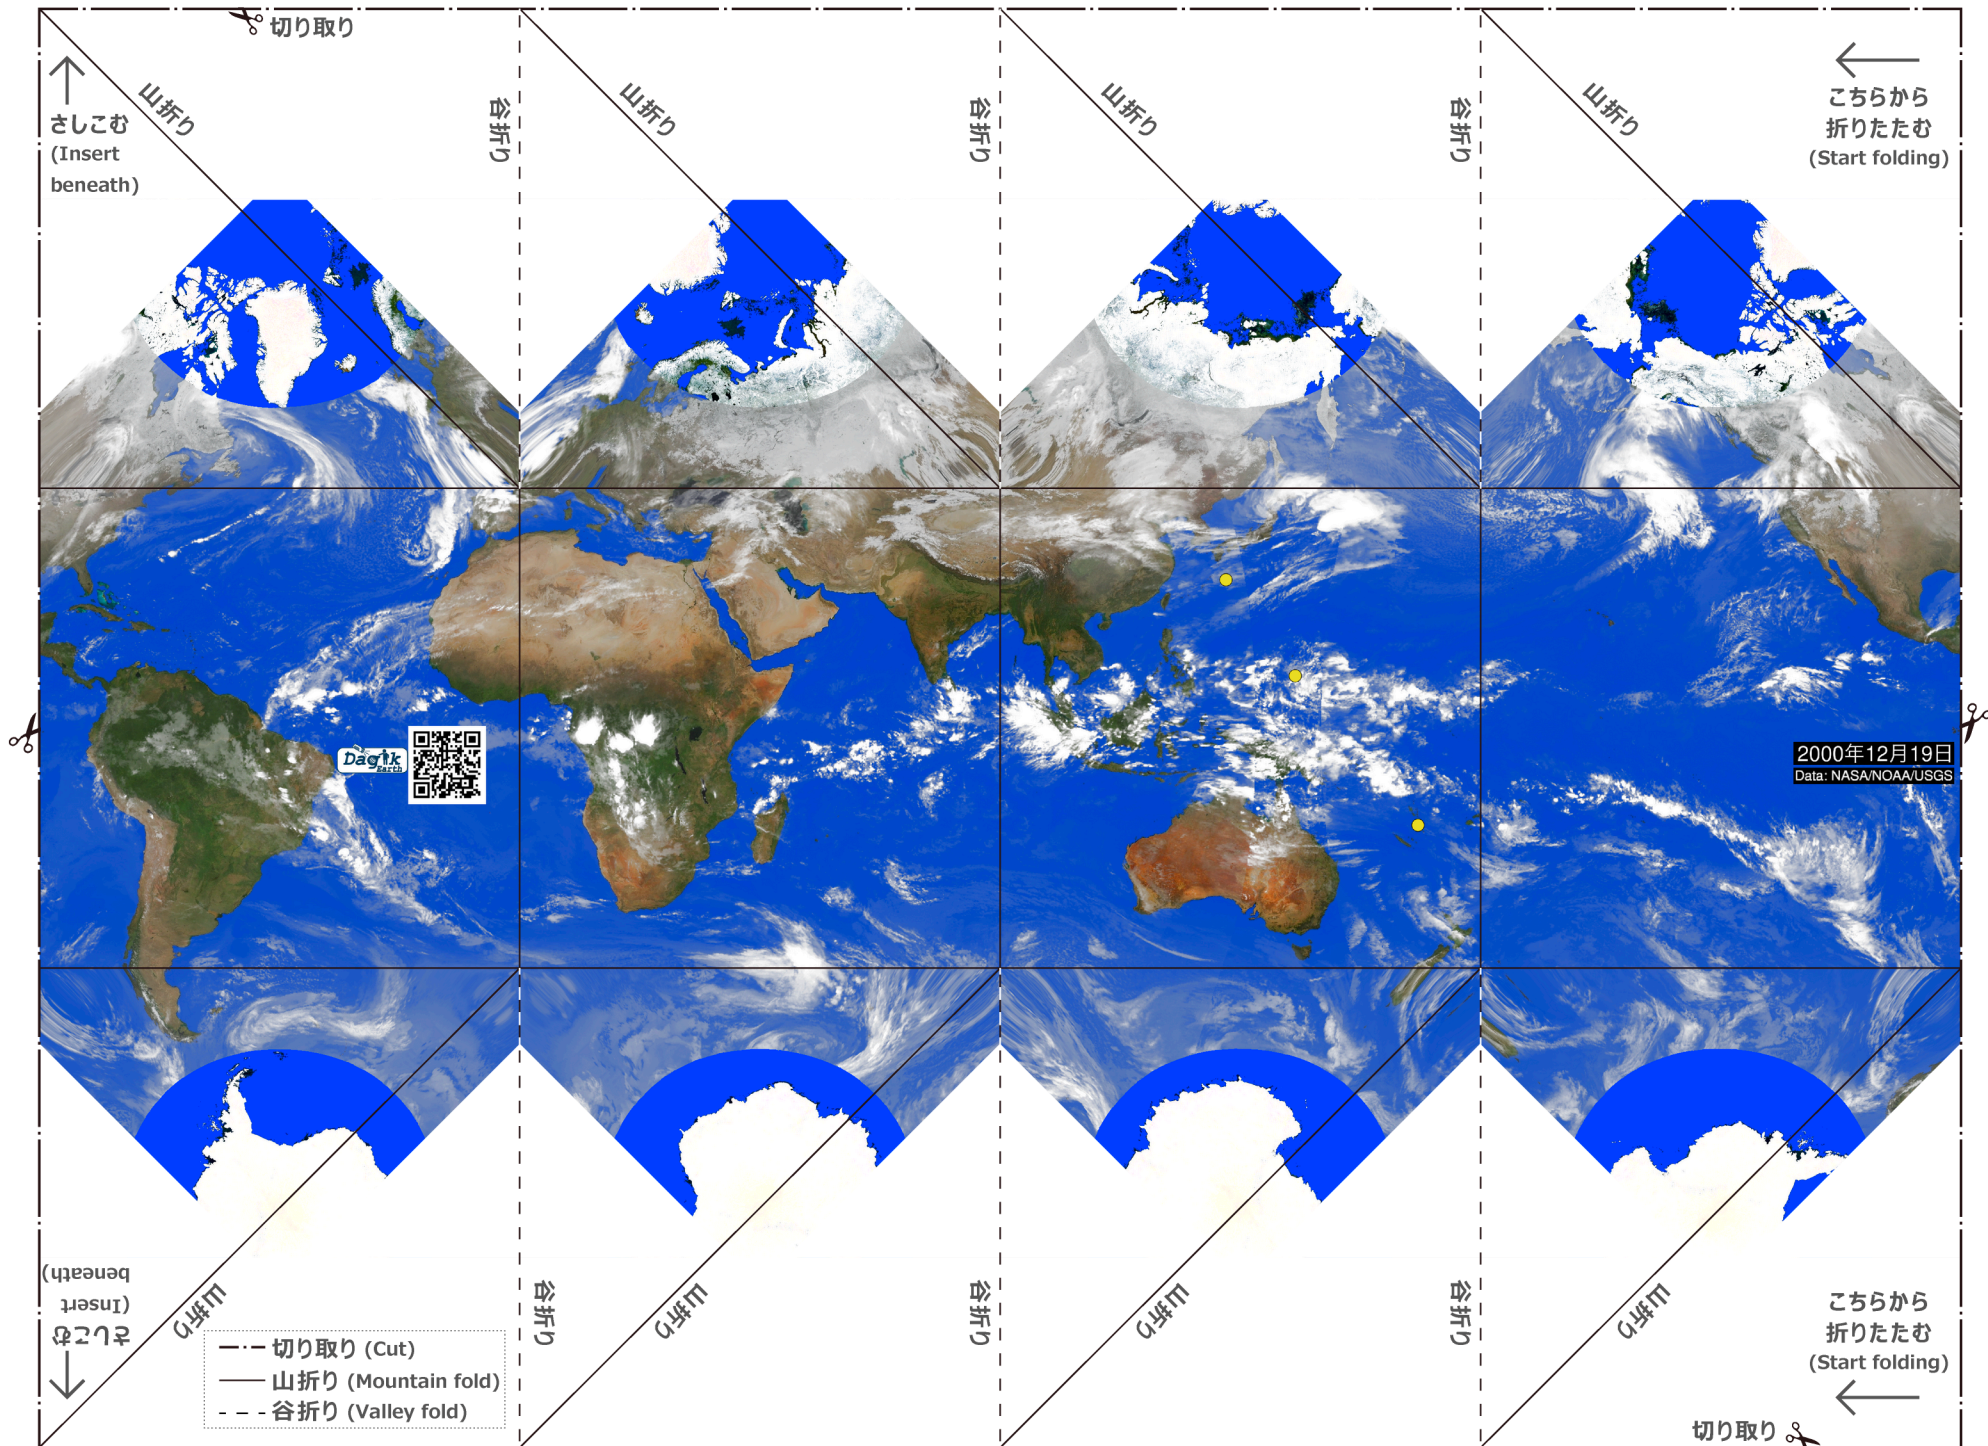 切り取り
さしこむ
(Insert
beneath)
山折り
谷折り
山折り
谷折り
山折り
谷折り
山折り
こちらから
折りたたむ
(Start folding)
Dagik
Earth
2000年12月19日
Data: NASA/NOAA/USGS
さしこむ
(Insert
beneath)
山折り
谷折り
山折り
谷折り
山折り
谷折り
山折り
こちらから
折りたたむ
(Start folding)
切り取り (Cut)
山折り (Mountain fold)
谷折り (Valley fold)
切り取り